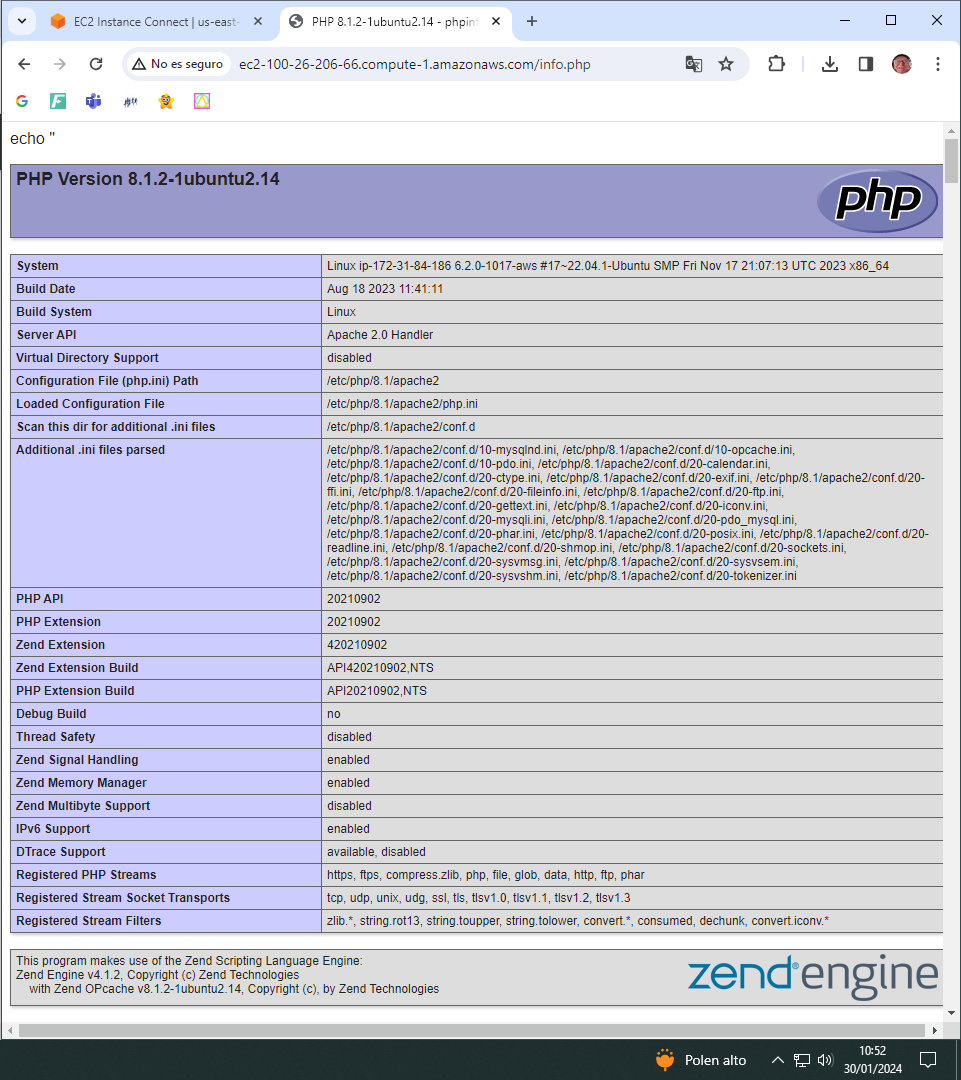 EC2 Instance Connect | us-east-
PHP 8.1.2-1ubuntu2.14 - phpinf
No es seguro
ec2-100-26-206-66.compute-1.amazonaws.com/info.php
echo "
PHP Version 8.1.2-1ubuntu2.14
php
System Linux ip-172-31-84-186 6.2.0-1017-aws #17~22.04.1-Ubuntu SMP Fri Nov 17 21:07:13 UTC 2023 x86_64
Build Date Aug 18 2023 11:41:11
Build System Linux
Server API Apache 2.0 Handler
Virtual Directory Support disabled
Configuration File (php.ini) Path /etc/php/8.1/apache2
Loaded Configuration File /etc/php/8.1/apache2/php.ini
Scan this dir for additional .ini files /etc/php/8.1/apache2/conf.d
Additional .ini files parsed /etc/php/8.1/apache2/conf.d/10-mysqlnd.ini, /etc/php/8.1/apache2/conf.d/10-opcache.ini,
/etc/php/8.1/apache2/conf.d/10-pdo.ini, /etc/php/8.1/apache2/conf.d/20-calendar.ini,
/etc/php/8.1/apache2/conf.d/20-ctype.ini, /etc/php/8.1/apache2/conf.d/20-exif.ini, /etc/php/8.1/apache2/conf.d/20-
ffi.ini, /etc/php/8.1/apache2/conf.d/20-fileinfo.ini, /etc/php/8.1/apache2/conf.d/20-ftp.ini,
/etc/php/8.1/apache2/conf.d/20-gettext.ini, /etc/php/8.1/apache2/conf.d/20-iconv.ini,
/etc/php/8.1/apache2/conf.d/20-mysqli.ini, /etc/php/8.1/apache2/conf.d/20-pdo_mysql.ini,
/etc/php/8.1/apache2/conf.d/20-phar.ini, /etc/php/8.1/apache2/conf.d/20-posix.ini, /etc/php/8.1/apache2/conf.d/20-
readline.ini, /etc/php/8.1/apache2/conf.d/20-shmop.ini, /etc/php/8.1/apache2/conf.d/20-sockets.ini,
/etc/php/8.1/apache2/conf.d/20-sysvmsg.ini, /etc/php/8.1/apache2/conf.d/20-sysvsem.ini,
/etc/php/8.1/apache2/conf.d/20-sysvshm.ini, /etc/php/8.1/apache2/conf.d/20-tokenizer.ini
PHP API 20210902
PHP Extension 20210902
Zend Extension 420210902
Zend Extension Build API420210902,NTS
PHP Extension Build API20210902,NTS
Debug Build no
Thread Safety disabled
Zend Signal Handling enabled
Zend Memory Manager enabled
Zend Multibyte Support disabled
IPv6 Support enabled
DTrace Support available, disabled
Registered PHP Streams https, ftps, compress.zlib, php, file, glob, data, http, ftp, phar
Registered Stream Socket Transports tcp, udp, unix, udg, ssl, tls, tlsv1.0, tlsv1.1, tlsv1.2, tlsv1.3
Registered Stream Filters zlib.*, string.rot13, string.toupper, string.tolower, convert.*, consumed, dechunk, convert.iconv.*
This program makes use of the Zend Scripting Language Engine:
Zend Engine v4.1.2, Copyright (c) Zend Technologies
with Zend OPcache v8.1.2-1ubuntu2.14, Copyright (c), by Zend Technologies
zend® engine
Polen alto
10:52
30/01/2024